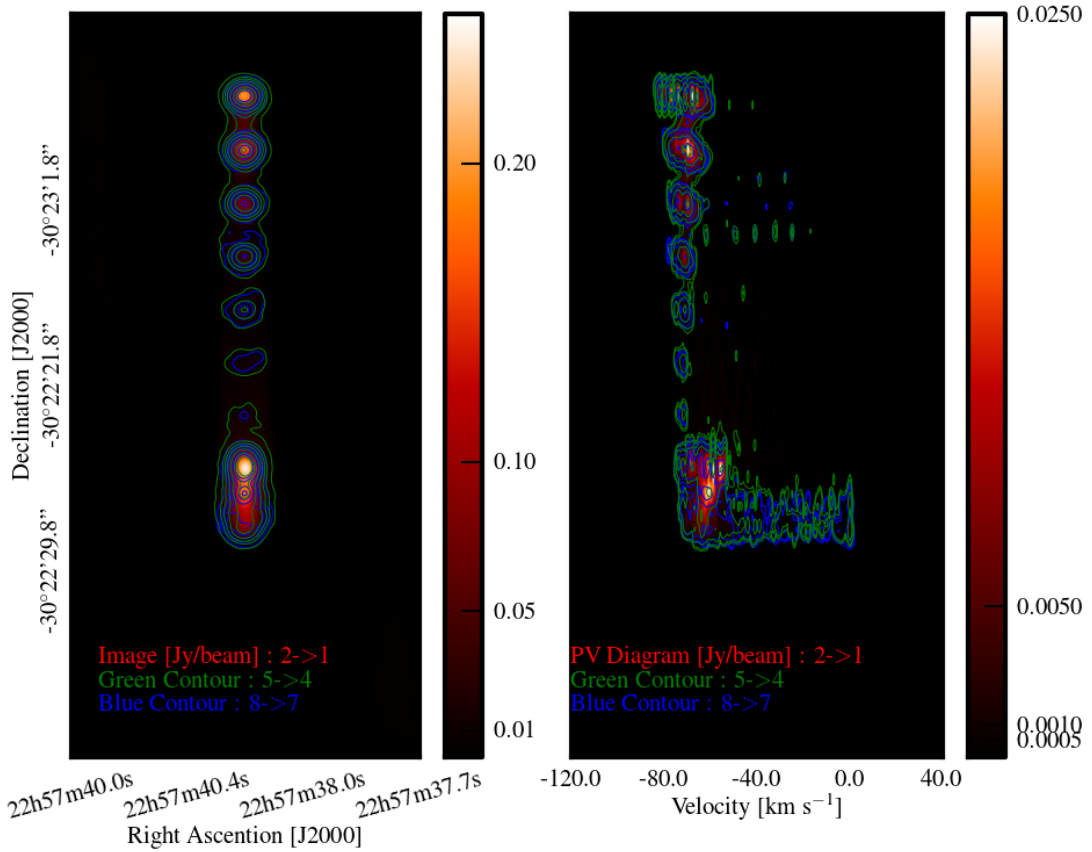 0.0250
0.20
0.10
0.05
0.01
0.0050
0.0010
0.0005
Declination [J2000]
-30°23’1.8”
-30°22’21.8”
-30°22’29.8”
Image [Jy/beam] : 2->1
Green Contour : 5->4
Blue Contour : 8->7
PV Diagram [Jy/beam] : 2->1
Green Contour : 5->4
Blue Contour : 8->7
22h57m40.0s
22h57m40.4s
22h57m38.0s
22h57m37.7s
Right Ascention [J2000]
-120.0
-80.0
-40.0
0.0
40.0
Velocity [km s⁻¹]